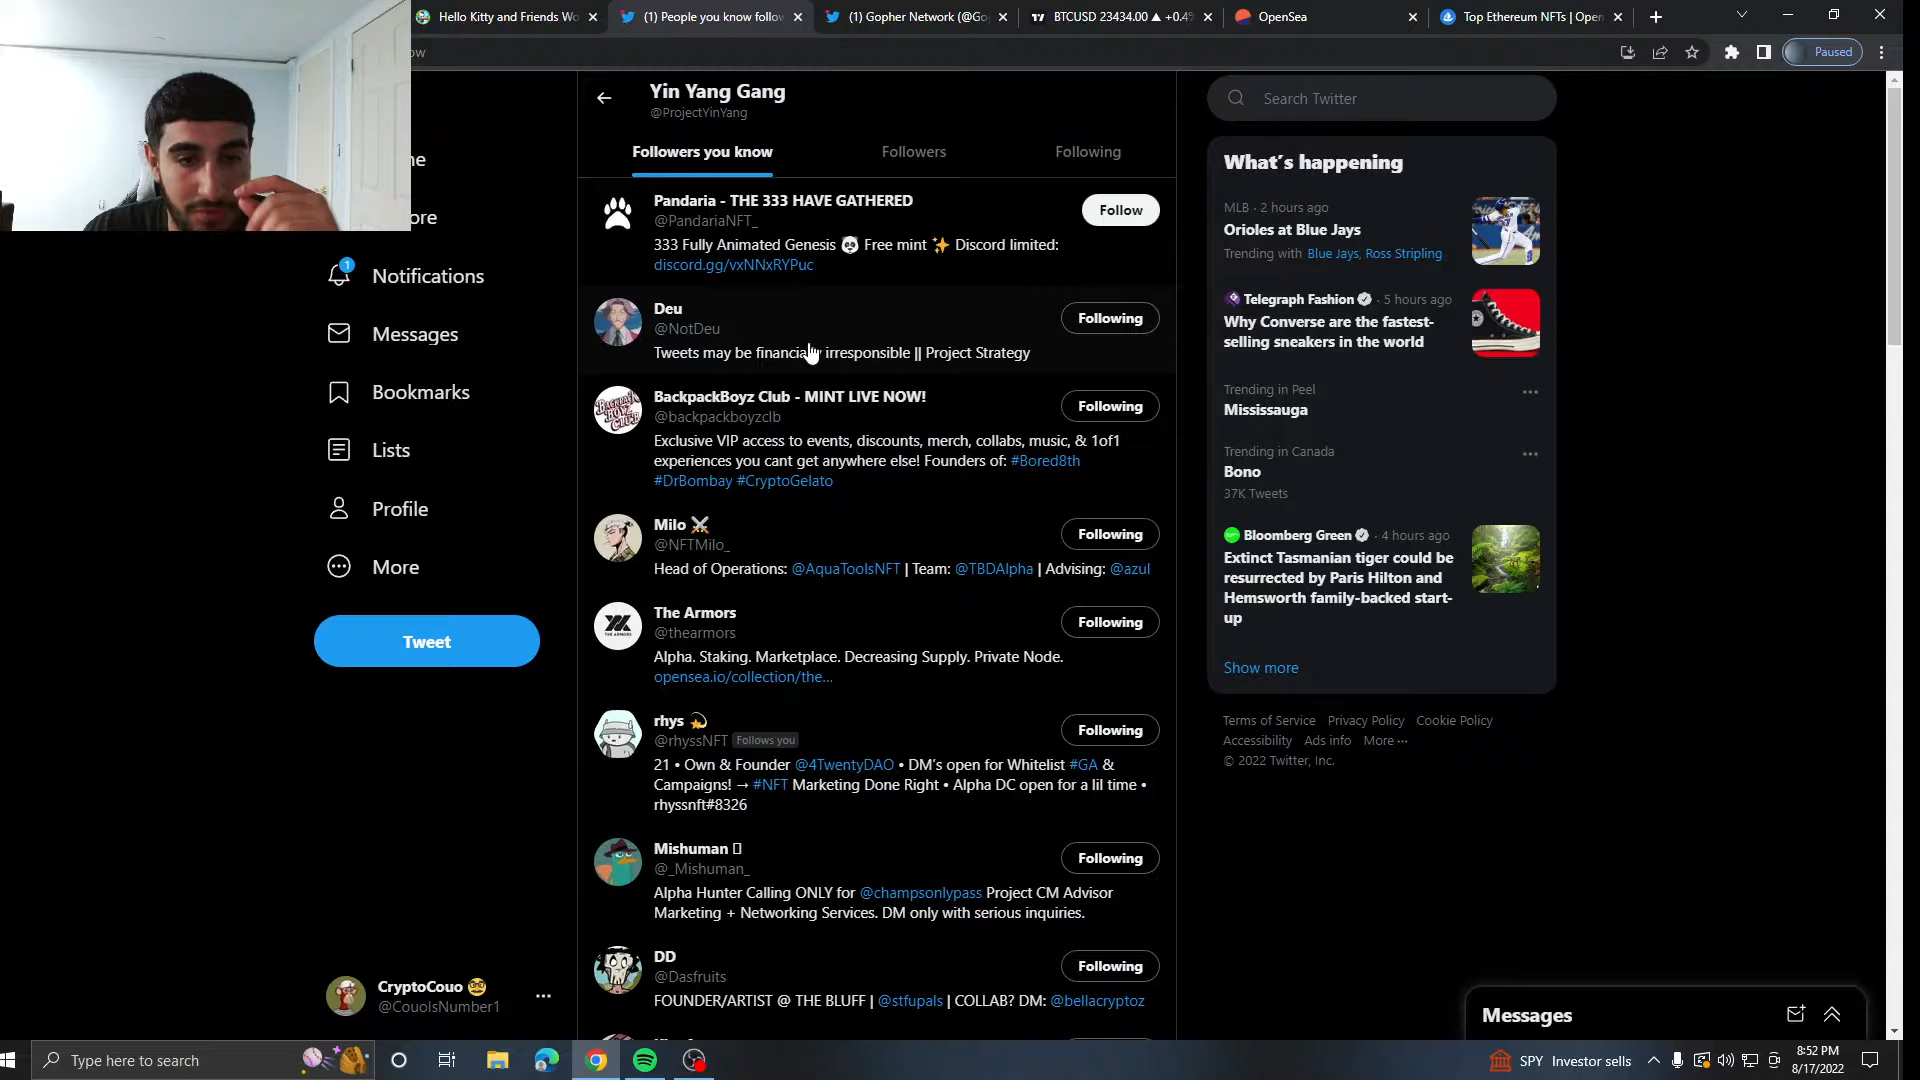 Hello Kitty and Friends Wo
(1) People you know follow
(1) Gopher Network (@Go
BTCUSD 23434.00 ▲ +0.4%
OpenSea
Top Ethereum NFTs | Open
ow
Paused
Yin Yang Gang
@ProjectYinYang
Followers you know
Followers
Following
Pandaria - THE 333 HAVE GATHERED
@PandariaNFT_
Follow
333 Fully Animated Genesis 🐼 Free mint ✨ Discord limited:
discord.gg/vxNNxRYPuc
Deu
@NotDeu
Following
Tweets may be financially irresponsible || Project Strategy
BackpackBoyz Club - MINT LIVE NOW!
@backpackboyzclb
Following
Exclusive VIP access to events, discounts, merch, collabs, music, & 1of1
experiences you cant get anywhere else! Founders of: #Bored8th
#DrBombay #CryptoGelato
Milo ⚔️
@NFTMilo_
Following
Head of Operations: @AquaToolsNFT | Team: @TBDAlpha | Advising: @azul
The Armors
@thearmors
Following
Alpha. Staking. Marketplace. Decreasing Supply. Private Node.
opensea.io/collection/the...
rhys 💫
@rhyssNFT Follows you
Following
21 • Own & Founder @4TwentyDAO • DM's open for Whitelist #GA &
Campaigns! → #NFT Marketing Done Right • Alpha DC open for a lil time •
rhyssnft#8326
Mishuman
@_Mishuman_
Following
Alpha Hunter Calling ONLY for @champsonlypass Project CM Advisor
Marketing + Networking Services. DM only with serious inquiries.
DD
@Dasfruits
Following
FOUNDER/ARTIST @ THE BLUFF | @stfupals | COLLAB? DM: @bellacryptoz
me
ore
1
Notifications
Messages
Bookmarks
Lists
Profile
More
Tweet
CryptoCouo 🤓
@CouoIsNumber1
Search Twitter
What's happening
MLB · 2 hours ago
Orioles at Blue Jays
Trending with Blue Jays, Ross Stripling
Telegraph Fashion · 5 hours ago
Why Converse are the fastest-
selling sneakers in the world
Trending in Peel
Mississauga
Trending in Canada
Bono
37K Tweets
Bloomberg Green · 4 hours ago
Extinct Tasmanian tiger could be
resurrected by Paris Hilton and
Hemsworth family-backed start-
up
Show more
Terms of Service Privacy Policy Cookie Policy
Accessibility Ads info More ···
© 2022 Twitter, Inc.
Messages
Type here to search
SPY Investor sells
8:52 PM
8/17/2022